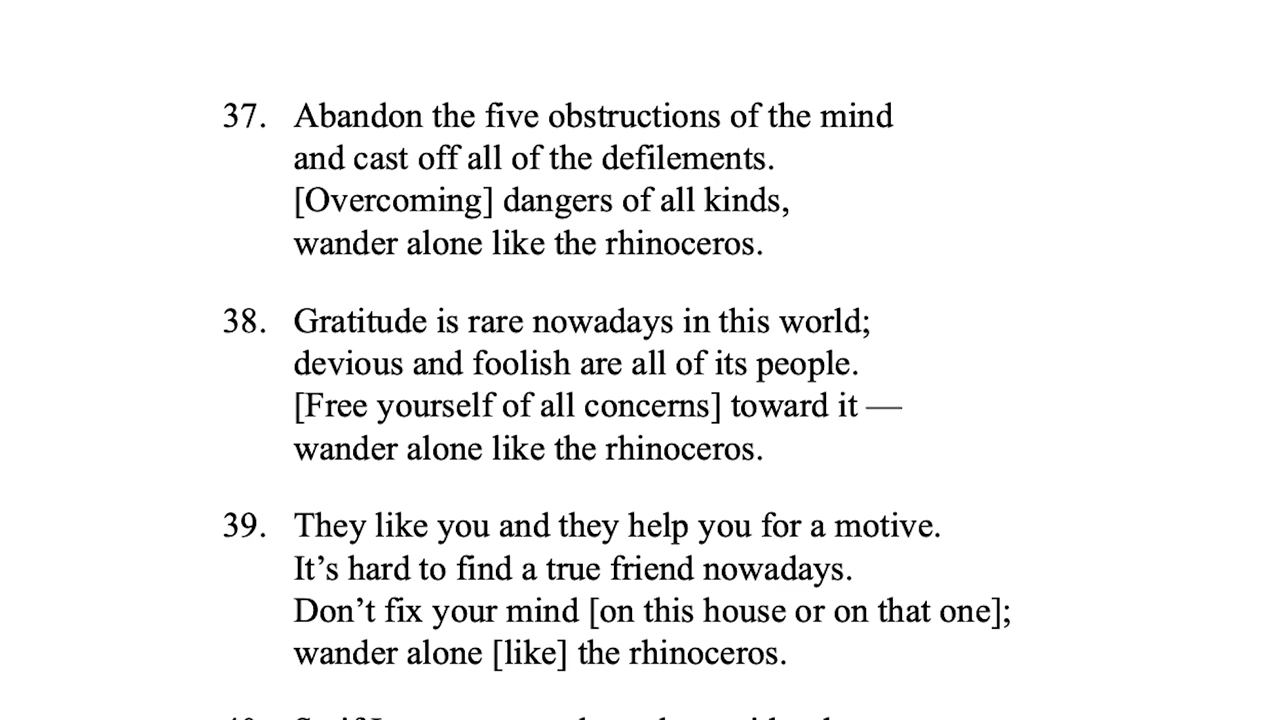 37. Abandon the five obstructions of the mind
and cast off all of the defilements.
[Overcoming] dangers of all kinds,
wander alone like the rhinoceros.
38. Gratitude is rare nowadays in this world;
devious and foolish are all of its people.
[Free yourself of all concerns] toward it —
wander alone like the rhinoceros.
39. They like you and they help you for a motive.
It’s hard to find a true friend nowadays.
Don’t fix your mind [on this house or on that one];
wander alone [like] the rhinoceros.